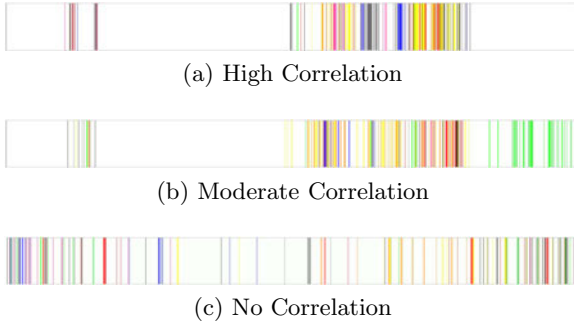 (a) High Correlation
(b) Moderate Correlation
(c) No Correlation